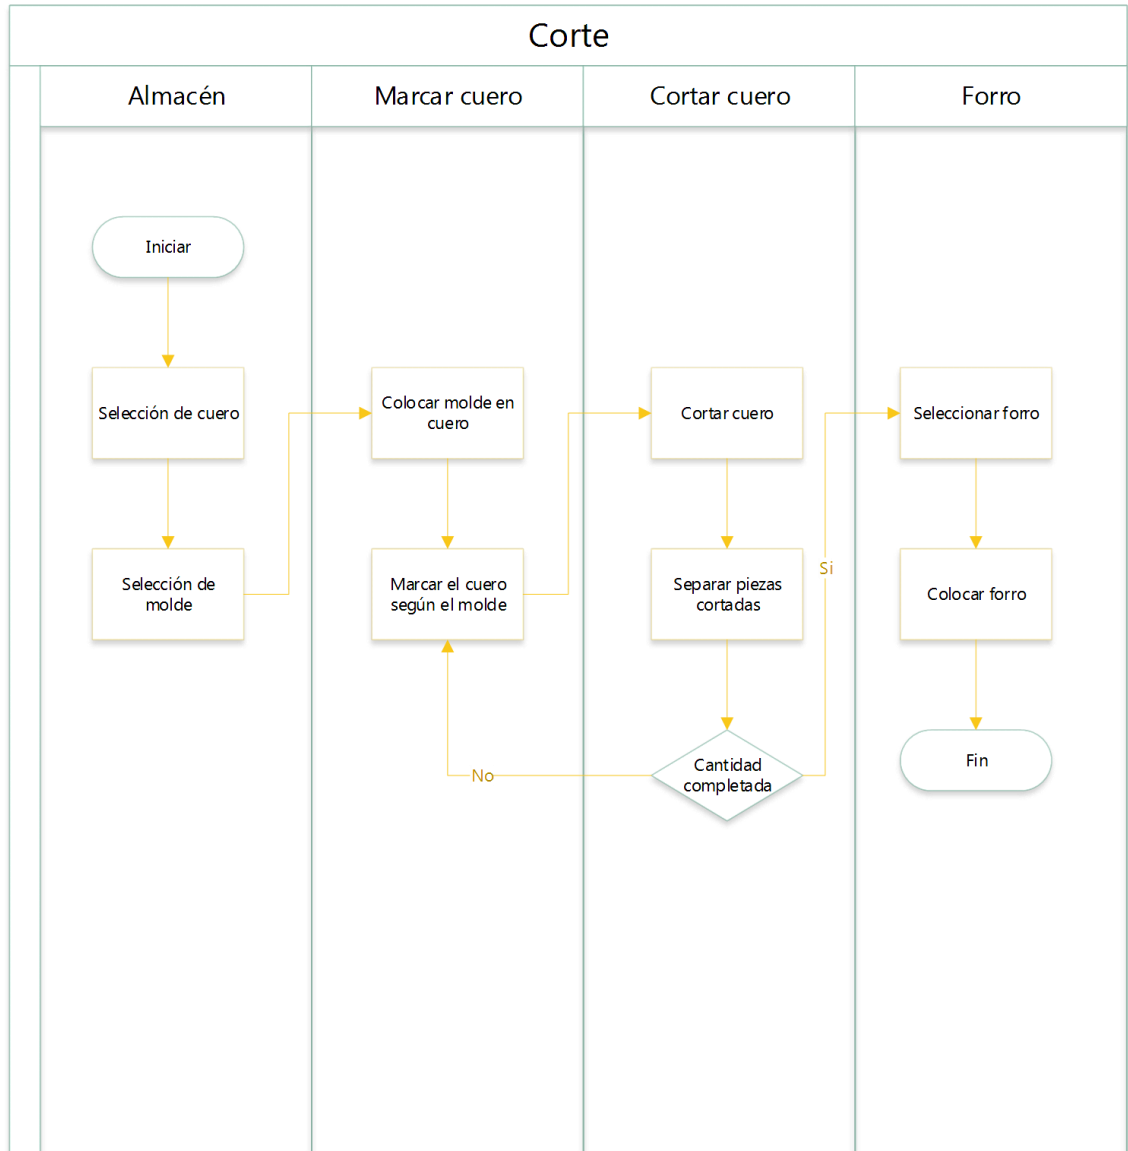 Corte
Almacén
Marcar cuero
Cortar cuero
Forro
Iniciar
Selección de cuero
Selección de
molde
Colocar molde en
cuero
Marcar el cuero
según el molde
No
Cortar cuero
Separar piezas
cortadas
Cantidad
completada
Si
Seleccionar forro
Colocar forro
Fin